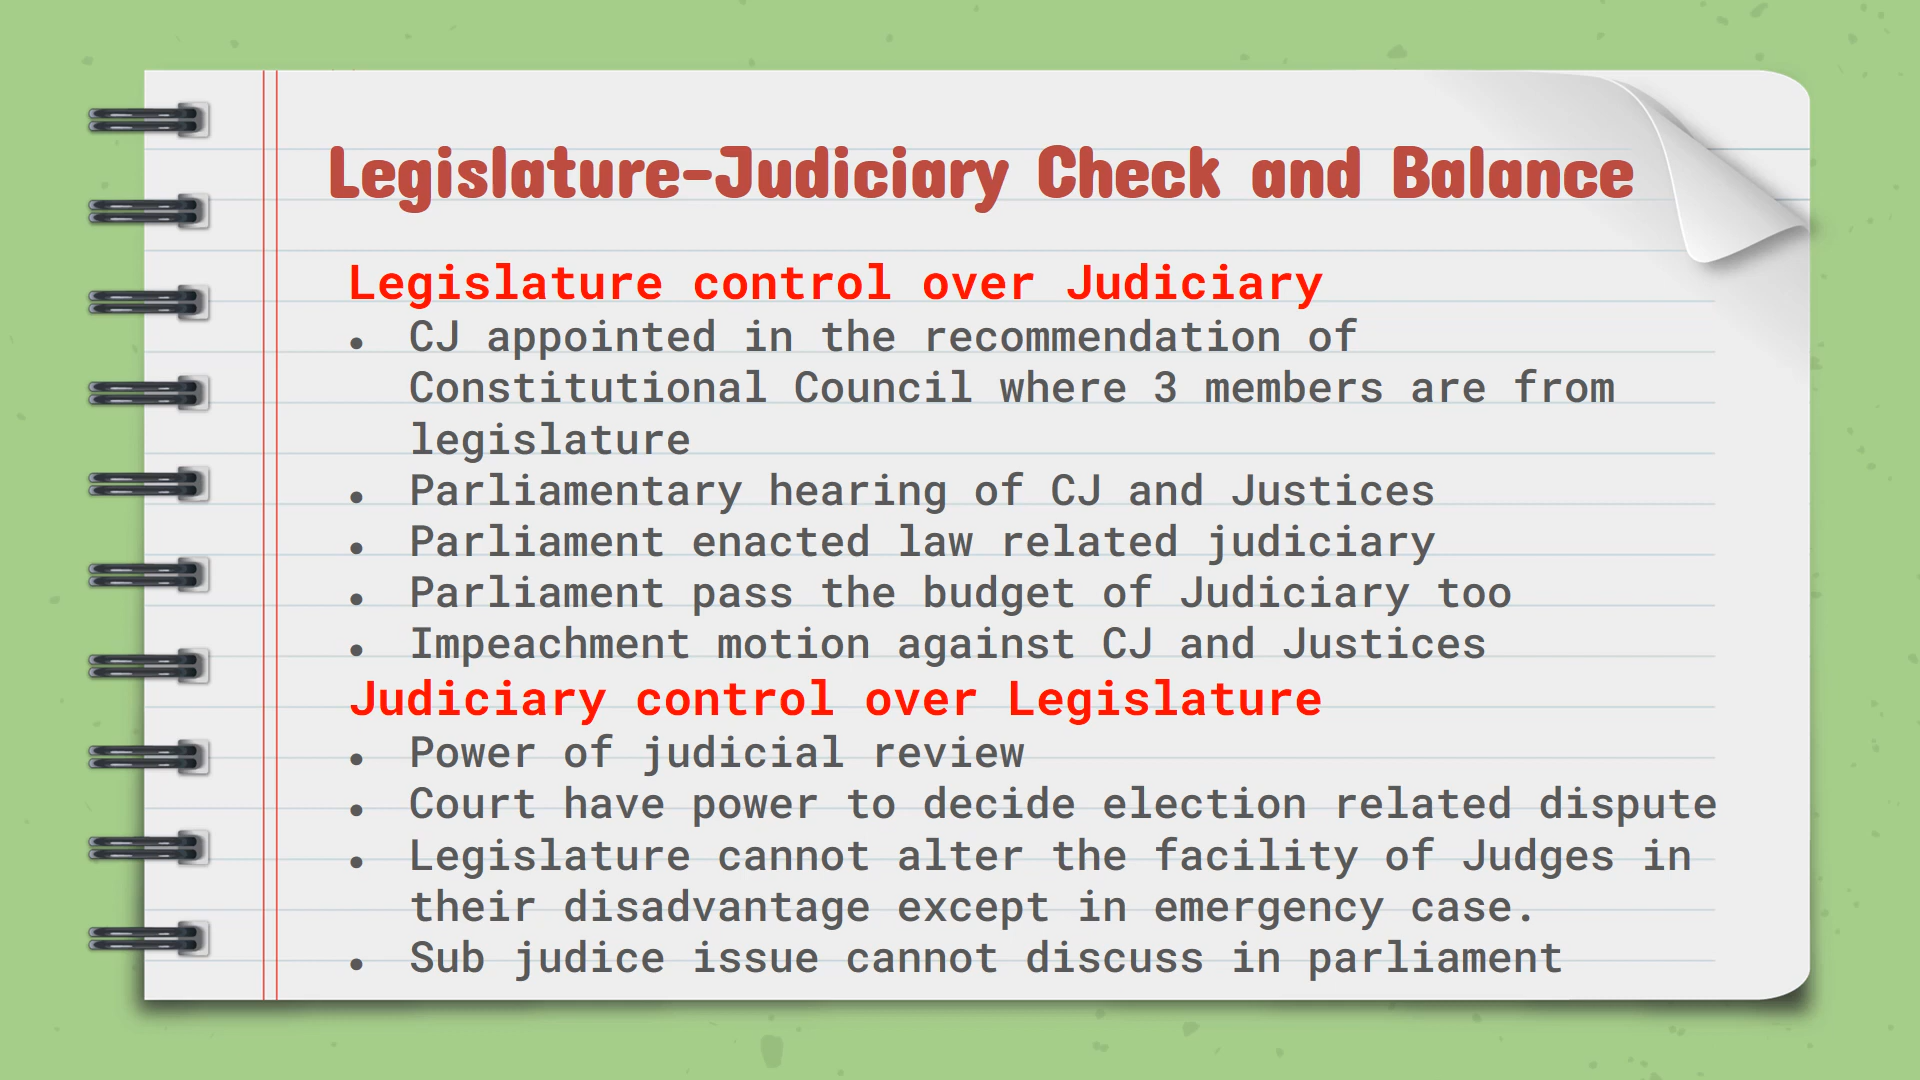 Legislature-Judiciary Check and Balance
Legislature control over Judiciary
• CJ appointed in the recommendation of
Constitutional Council where 3 members are from
legislature
• Parliamentary hearing of CJ and Justices
• Parliament enacted law related judiciary
• Parliament pass the budget of Judiciary too
• Impeachment motion against CJ and Justices
Judiciary control over Legislature
• Power of judicial review
• Court have power to decide election related dispute
• Legislature cannot alter the facility of Judges in
their disadvantage except in emergency case.
• Sub judice issue cannot discuss in parliament